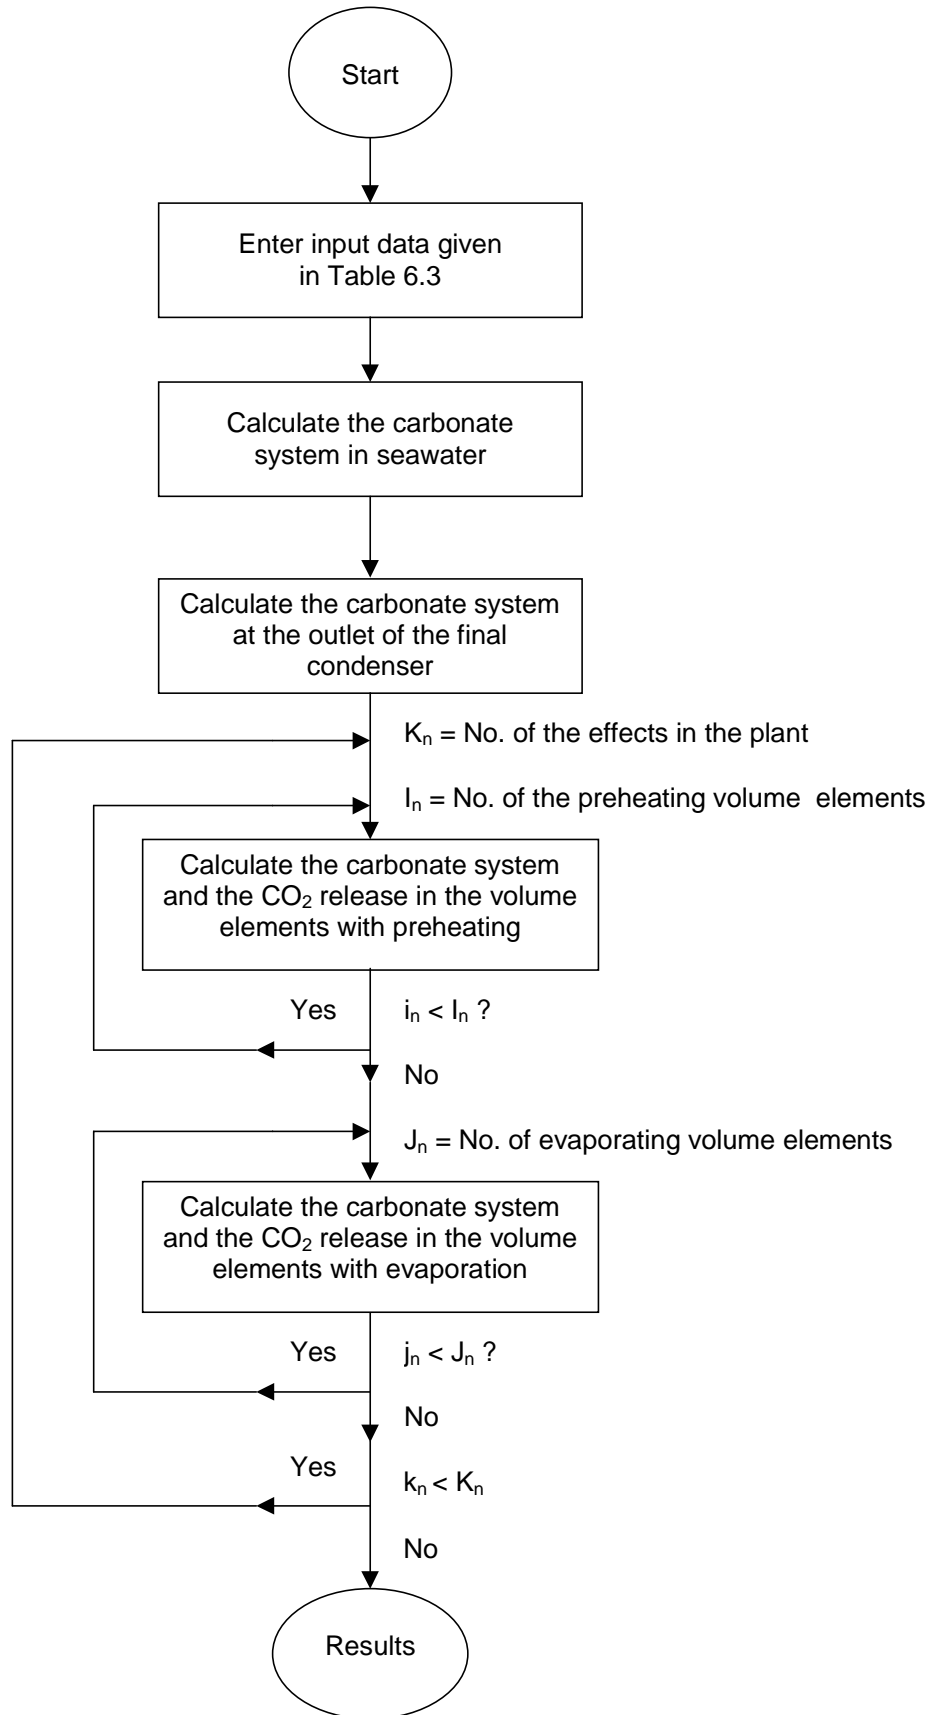 Start
Enter input data given
in Table 6.3
Calculate the carbonate
system in seawater
Calculate the carbonate system
at the outlet of the final
condenser
Kₙ = No. of the effects in the plant
Iₙ = No. of the preheating volume elements
Calculate the carbonate system
and the CO₂ release in the volume
elements with preheating
Yes
iₙ < Iₙ ?
No
Jₙ = No. of evaporating volume elements
Calculate the carbonate system
and the CO₂ release in the volume
elements with evaporation
Yes
jₙ < Jₙ ?
No
Yes
kₙ < Kₙ
No
Results